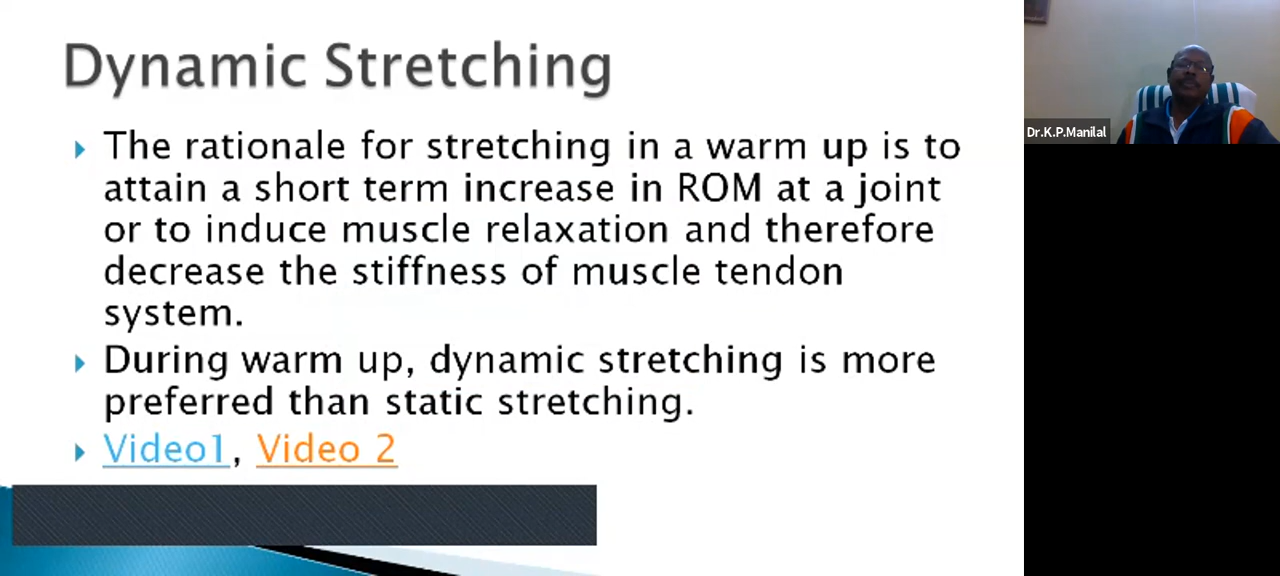 Dynamic Stretching
The rationale for stretching in a warm up is to
attain a short term increase in ROM at a joint
or to induce muscle relaxation and therefore
decrease the stiffness of muscle tendon
system.
During warm up, dynamic stretching is more
preferred than static stretching.
Video1, Video 2
Dr.K.P.Manilal